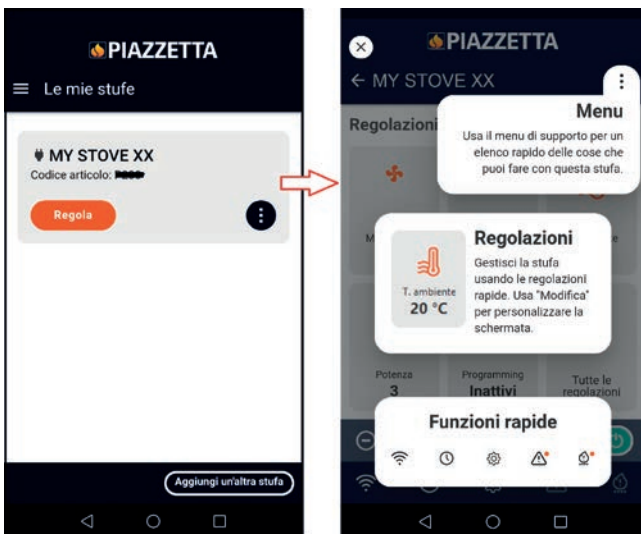 PIAZZETTA
Le mie stufe
MY STOVE XX
Codice articolo:
Regola
Aggiungi un'altra stufa
PIAZZETTA
MY STOVE XX
Regolazioni
Menu
Usa il menu di supporto per un
elenco rapido delle cose che
puoi fare con questa stufa.
Regolazioni
Gestisci la stufa
usando le regolazioni
rapide. Usa "Modifica"
per personalizzare la
schermata.
T. ambiente
20 °C
Potenza
3
Programming
Inattivi
Tutte le
regolazioni
Funzioni rapide